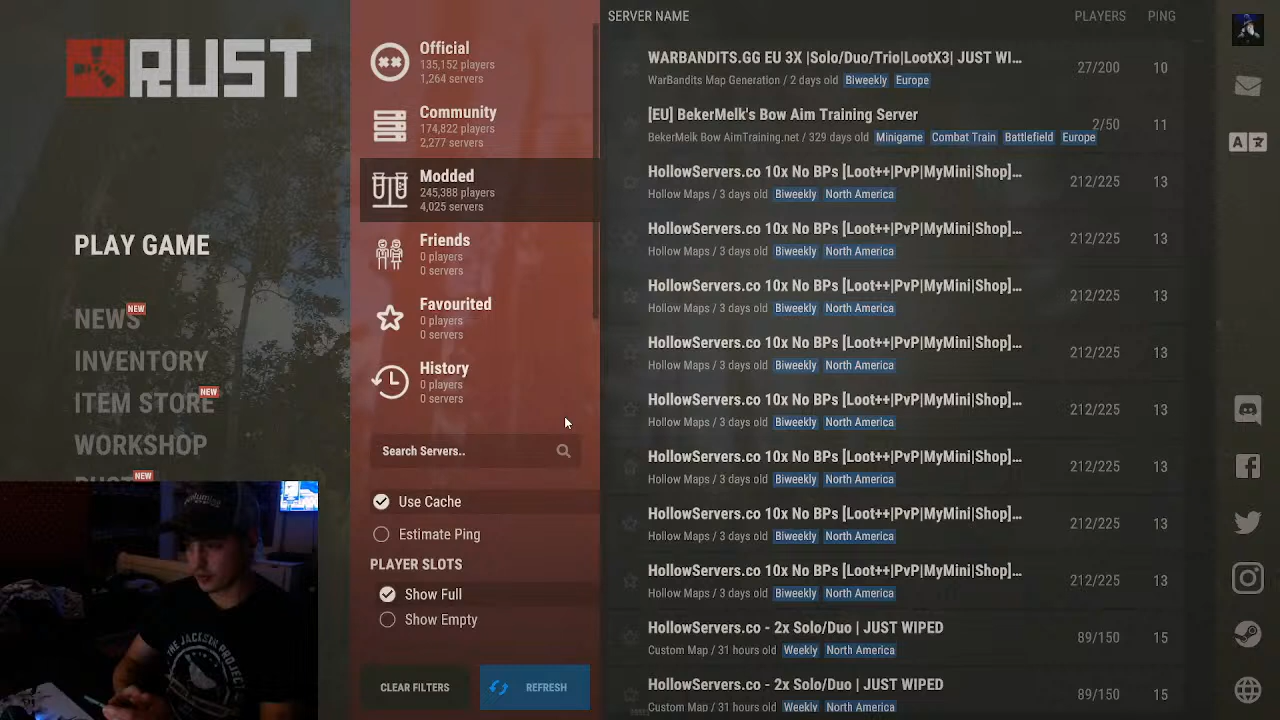 RUST
PLAY GAME
NEWS
NEW
INVENTORY
ITEM STORE
NEW
WORKSHOP
NEW
Official
135,152 players
1,264 servers
Community
174,822 players
2,277 servers
Modded
245,388 players
4,025 servers
Friends
0 players
0 servers
Favourited
0 players
0 servers
History
0 players
0 servers
Search Servers..
Use Cache
Estimate Ping
PLAYER SLOTS
Show Full
Show Empty
CLEAR FILTERS
REFRESH
SERVER NAME PLAYERS PING
WARBANDITS.GG EU 3X |Solo/Duo/Trio|LootX3| JUST WI... 27/200 10
WarBandits Map Generation / 2 days old Biweekly Europe
[EU] BekerMelk's Bow Aim Training Server 2/50 11
BekerMelk Bow AimTraining.net / 329 days old Minigame Combat Train Battlefield Europe
HollowServers.co 10x No BPs [Loot++|PvP|MyMini|Shop]... 212/225 13
Hollow Maps / 3 days old Biweekly North America
HollowServers.co 10x No BPs [Loot++|PvP|MyMini|Shop]... 212/225 13
Hollow Maps / 3 days old Biweekly North America
HollowServers.co 10x No BPs [Loot++|PvP|MyMini|Shop]... 212/225 13
Hollow Maps / 3 days old Biweekly North America
HollowServers.co 10x No BPs [Loot++|PvP|MyMini|Shop]... 212/225 13
Hollow Maps / 3 days old Biweekly North America
HollowServers.co 10x No BPs [Loot++|PvP|MyMini|Shop]... 212/225 13
Hollow Maps / 3 days old Biweekly North America
HollowServers.co 10x No BPs [Loot++|PvP|MyMini|Shop]... 212/225 13
Hollow Maps / 3 days old Biweekly North America
HollowServers.co 10x No BPs [Loot++|PvP|MyMini|Shop]... 212/225 13
Hollow Maps / 3 days old Biweekly North America
HollowServers.co 10x No BPs [Loot++|PvP|MyMini|Shop]... 212/225 13
Hollow Maps / 3 days old Biweekly North America
HollowServers.co - 2x Solo/Duo | JUST WIPED 89/150 15
Custom Map / 31 hours old Weekly North America
HollowServers.co - 2x Solo/Duo | JUST WIPED 89/150 15
Custom Map / 31 hours old Weekly North America
THE JACKSON PROJECT